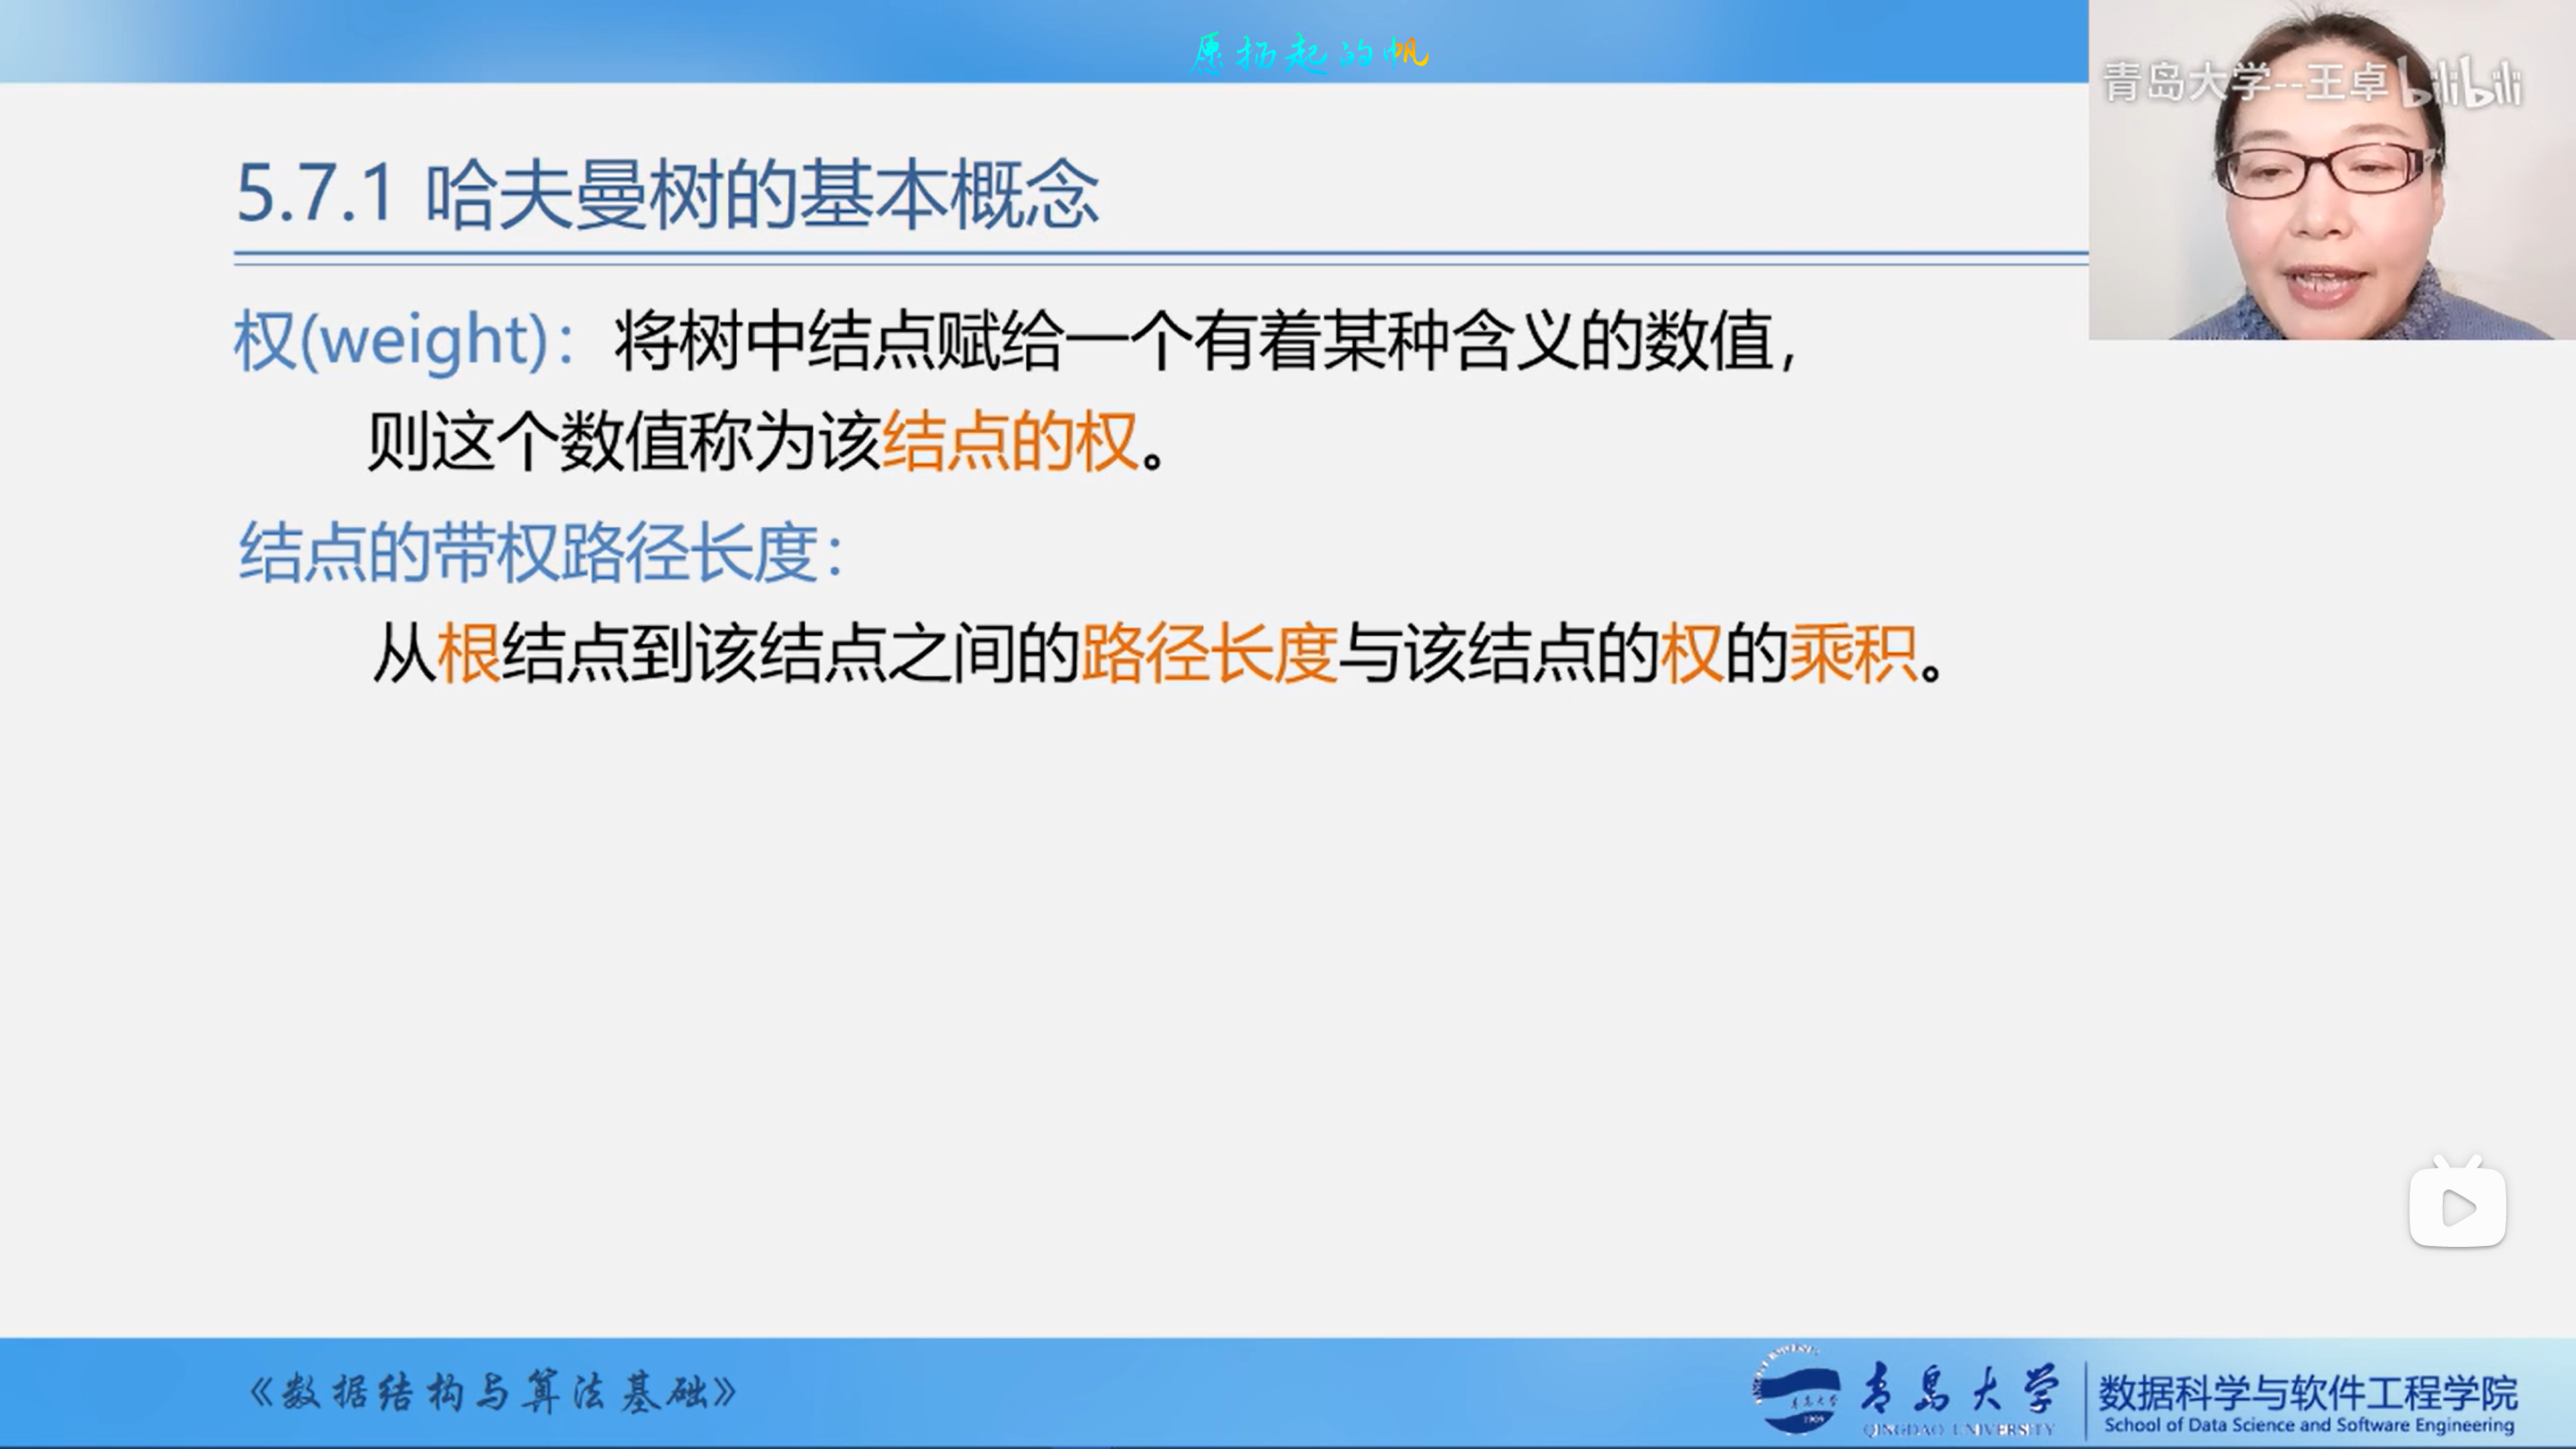 愿扬起的帆
青岛大学--王卓 bilibili
5.7.1 哈夫曼树的基本概念
权(weight)：将树中结点赋给一个有着某种含义的数值，
则这个数值称为该结点的权。
结点的带权路径长度：
从根结点到该结点之间的路径长度与该结点的权的乘积。
《数据结构与算法基础》
青岛大学
QINGDAO UNIVERSITY
数据科学与软件工程学院
School of Data Science and Software Engineering